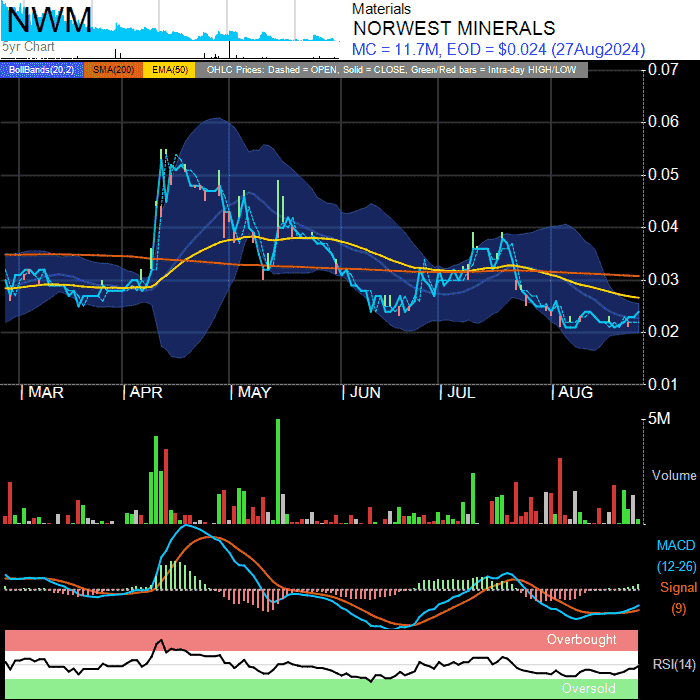 NWM
5yr Chart
Materials
NORWEST MINERALS
MC = 11.7M, EOD = $0.024 (27Aug2024)
BollBands(20,2) SMA(200) EMA(50) OHLC Prices: Dashed = OPEN, Solid = CLOSE, Green/Red bars = Intra-day HIGH/LOW
0.07
0.06
0.05
0.04
0.03
0.02
0.01
MAR APR MAY JUN JUL AUG
5M
Volume
MACD
(12-26)
Signal
(9)
Overbought
RSI(14)
Oversold